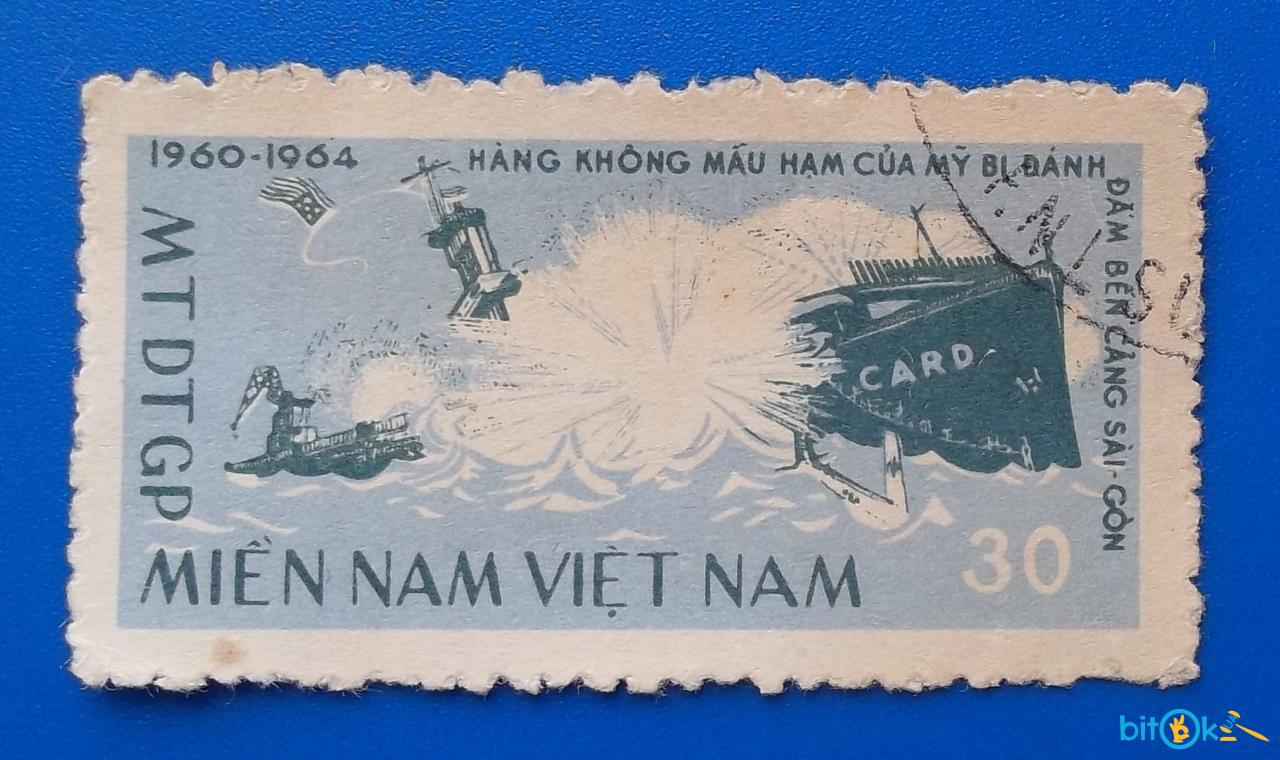 1960-1964
HÀNG KHÔNG MẪU HẠM CỦA MỸ BỊ ĐÁNH
ĐẮM BẾN CẢNG SÀI-GÒN
MTDTGP
CARD
MIỀN NAM VIỆT NAM
30
bitok.ua